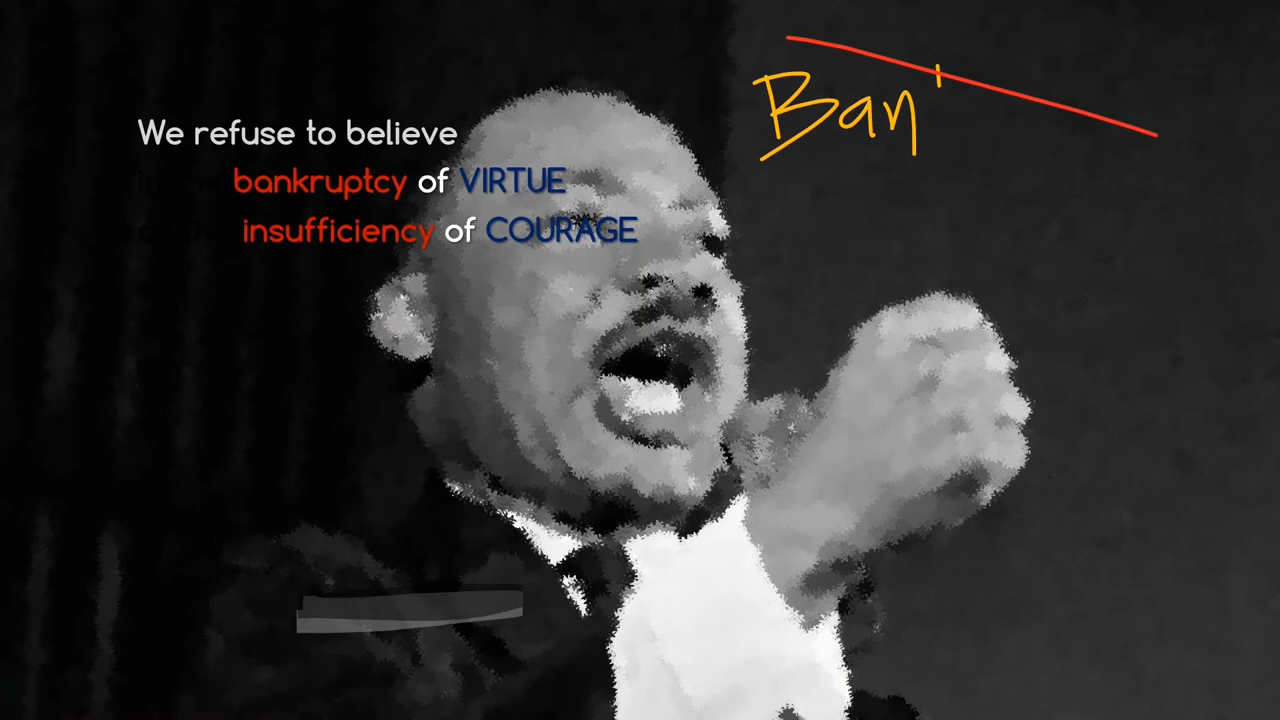 We refuse to believe
bankruptcy of VIRTUE
insufficiency of COURAGE
Ban'